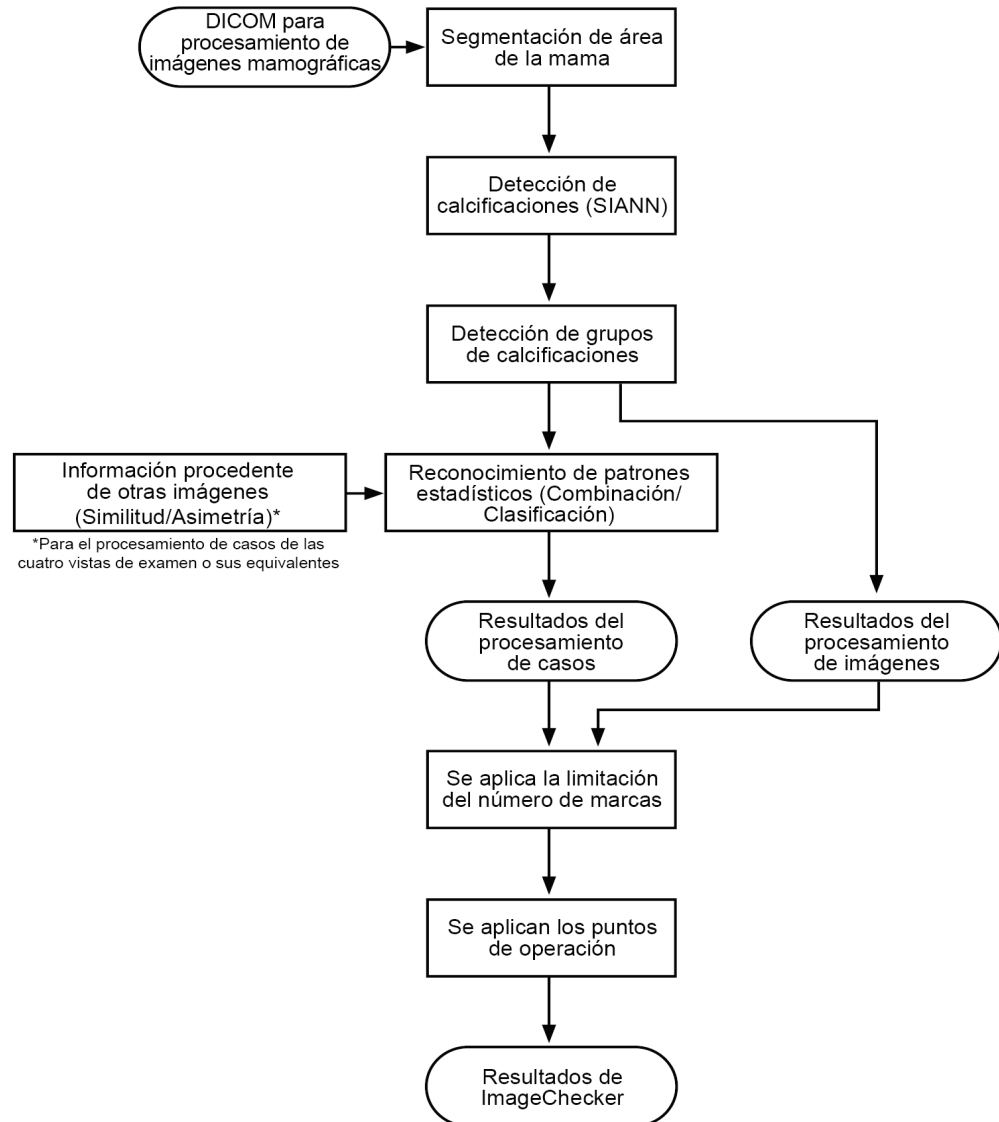 DICOM para
procesamiento de
imágenes mamográficas
Segmentación de área
de la mama
Detección de
calcificaciones (SIANN)
Detección de grupos
de calcificaciones
Información procedente
de otras imágenes
(Similitud/Asimetría)*
*Para el procesamiento de casos de las
cuatro vistas de examen o sus equivalentes
Reconocimiento de patrones
estadísticos (Combinación/
Clasificación)
Resultados del
procesamiento
de casos
Resultados del
procesamiento
de imágenes
Se aplica la limitación
del número de marcas
Se aplican los puntos
de operación
Resultados de
ImageChecker